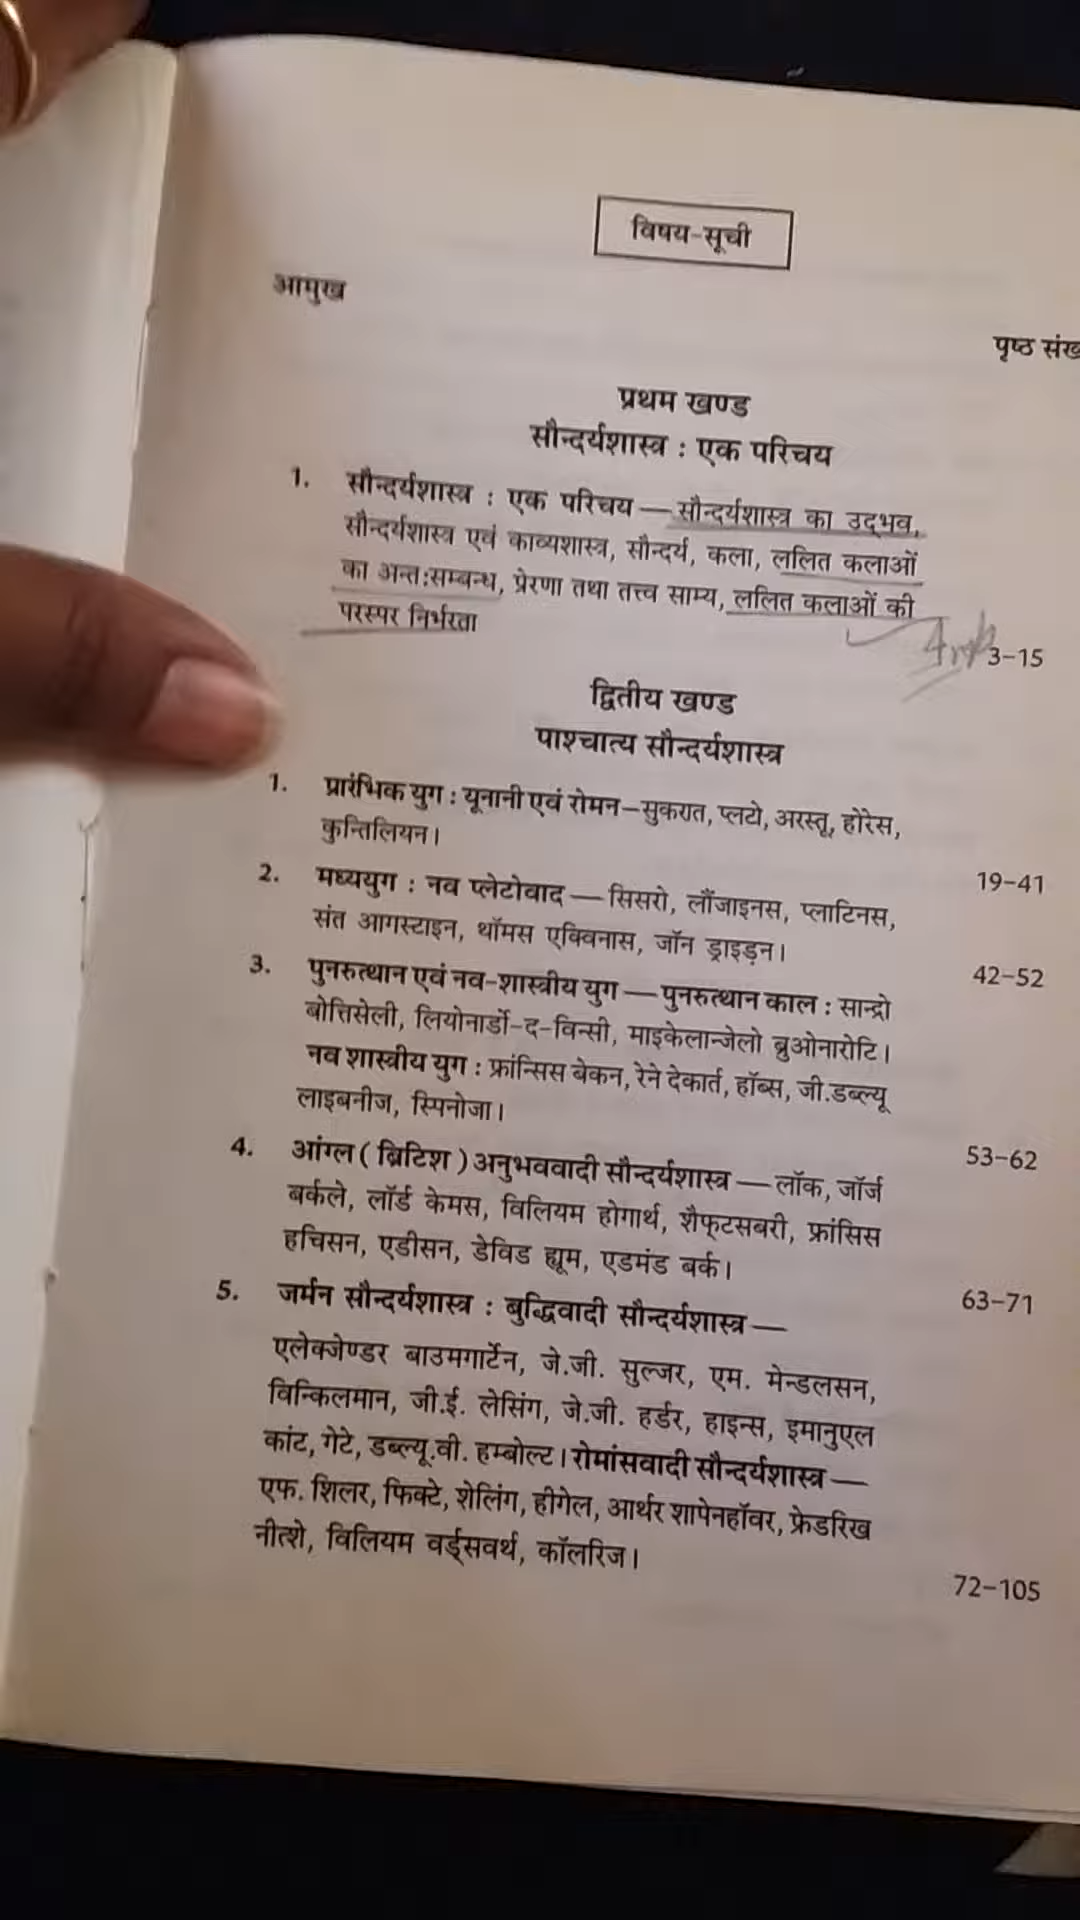 विषय-सूची
आमुख
पृष्ठ संख
प्रथम खण्ड
सौन्दर्यशास्त्र : एक परिचय
1. सौन्दर्यशास्त्र : एक परिचय — सौन्दर्यशास्त्र का उद्भव,
सौन्दर्यशास्त्र एवं काव्यशास्त्र, सौन्दर्य, कला, ललित कलाओं
का अन्त:सम्बन्ध, प्रेरणा तथा तत्त्व साम्य, ललित कलाओं की
परस्पर निर्भरता
3–15
द्वितीय खण्ड
पाश्चात्य सौन्दर्यशास्त्र
1. प्रारंभिक युग : यूनानी एवं रोमन–सुकरात, प्लटो, अरस्तू, होरेस,
कुन्तिलियन।
19–41
2. मध्ययुग : नव प्लेटोवाद — सिसरो, लौंजाइनस, प्लाटिनस,
संत आगस्टाइन, थॉमस एक्विनास, जॉन ड्राइड़न।
42–52
3. पुनरुत्थान एवं नव-शास्त्रीय युग — पुनरुत्थान काल : सान्द्रो
बोत्तिसेली, लियोनार्डो-द-विन्सी, माइकेलान्जेलो ब्रुओनारोटि।
नव शास्त्रीय युग : फ्रांन्सिस बेकन, रेने देकार्त, हॉब्स, जी.डब्ल्यू
लाइबनीज, स्पिनोजा।
53–62
4. आंग्ल ( ब्रिटिश ) अनुभववादी सौन्दर्यशास्त्र — लॉक, जॉर्ज
बर्कले, लॉर्ड केमस, विलियम होगार्थ, शैफ्टसबरी, फ्रांसिस
हचिसन, एडीसन, डेविड ह्यूम, एडमंड बर्क।
63–71
5. जर्मन सौन्दर्यशास्त्र : बुद्धिवादी सौन्दर्यशास्त्र —
एलेक्जेण्डर बाउमगार्टेन, जे.जी. सुल्जर, एम. मेन्डलसन,
विन्किलमान, जी.ई. लेसिंग, जे.जी. हर्डर, हाइन्स, इमानुएल
कांट, गेटे, डब्ल्यू.वी. हम्बोल्ट। रोमांसवादी सौन्दर्यशास्त्र —
एफ. शिलर, फिक्टे, शेलिंग, हीगेल, आर्थर शापेनहॉवर, फ्रेडरिख
नीत्शे, विलियम वर्ड्सवर्थ, कॉलरिज।
72–105